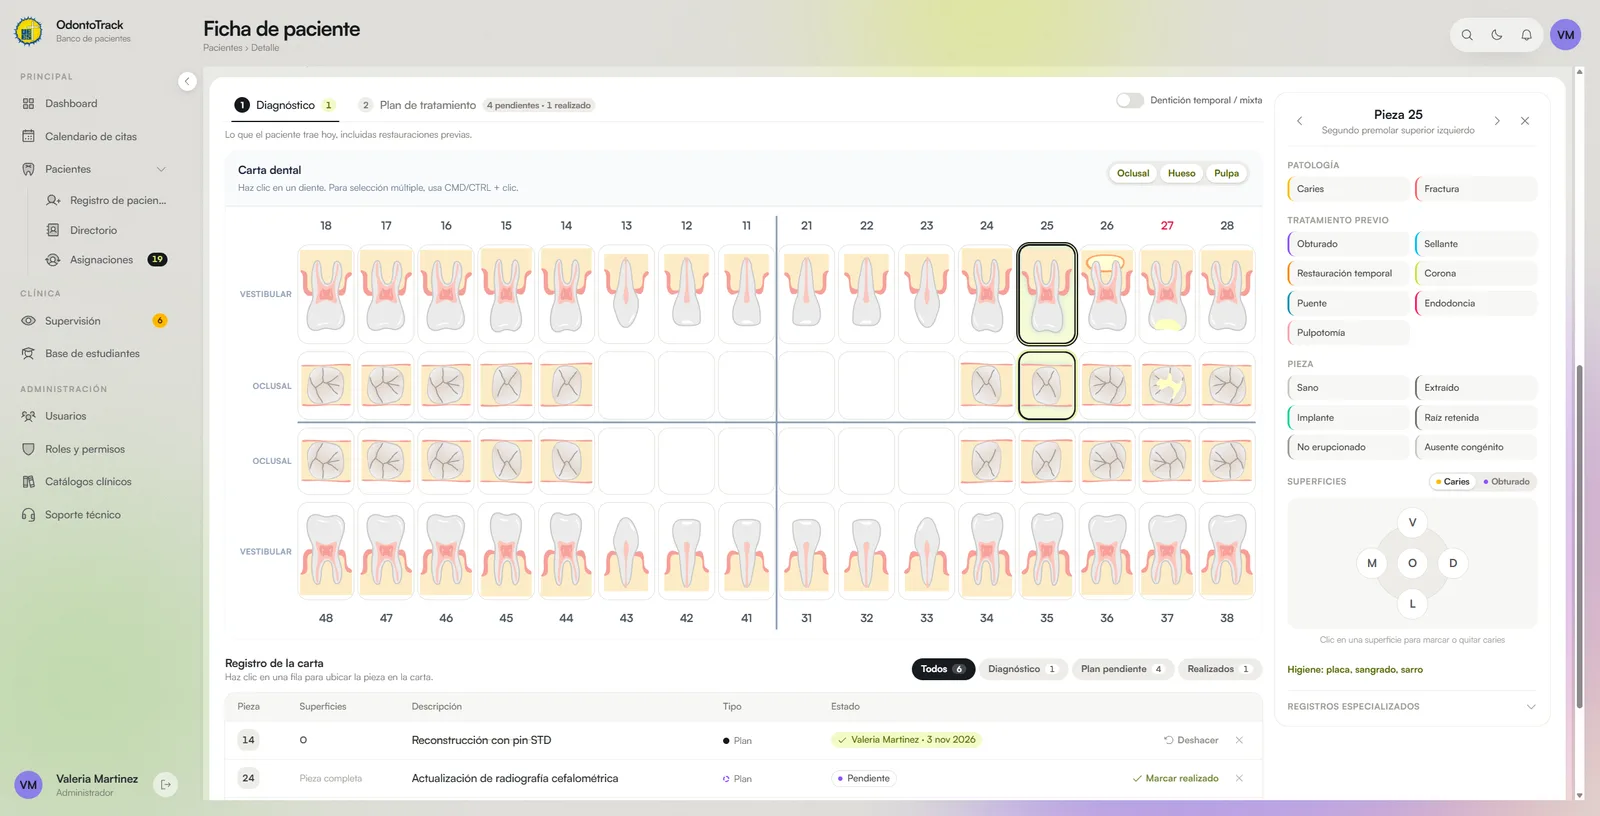 OdontoTrack
Banco de pacientes
PRINCIPAL
Dashboard
Calendario de citas
Pacientes
Registro de pacien...
Directorio
Asignaciones 19
CLÍNICA
Supervisión 6
Base de estudiantes
ADMINISTRACIÓN
Usuarios
Roles y permisos
Catálogos clínicos
Soporte técnico
VM Valeria Martinez
Administrador
Ficha de paciente
Pacientes › Detalle
VM
1 Diagnóstico 1 2 Plan de tratamiento 4 pendientes · 1 realizado
Dentición temporal / mixta
Lo que el paciente trae hoy, incluidas restauraciones previas.
Carta dental
Haz clic en un diente. Para selección múltiple, usa CMD/CTRL + clic.
Oclusal Hueso Pulpa
18 17 16 15 14 13 12 11 21 22 23 24 25 26 27 28
VESTIBULAR
OCLUSAL
OCLUSAL
VESTIBULAR
48 47 46 45 44 43 42 41 31 32 33 34 35 36 37 38
Registro de la carta
Haz clic en una fila para ubicar la pieza en la carta.
Todos 6 Diagnóstico 1 Plan pendiente 4 Realizados 1
Pieza Superficies Descripción Tipo Estado
14 O Reconstrucción con pin STD Plan Valeria Martinez · 3 nov 2026 Deshacer
24 Pieza completa Actualización de radiografía cefalométrica Plan Pendiente Marcar realizado
Pieza 25
Segundo premolar superior izquierdo
PATOLOGÍA
Caries Fractura
TRATAMIENTO PREVIO
Obturado Sellante
Restauración temporal Corona
Puente Endodoncia
Pulpotomía
PIEZA
Sano Extraído
Implante Raíz retenida
No erupcionado Ausente congénito
SUPERFICIES Caries Obturado
V
M O D
L
Clic en una superficie para marcar o quitar caries
Higiene: placa, sangrado, sarro
REGISTROS ESPECIALIZADOS